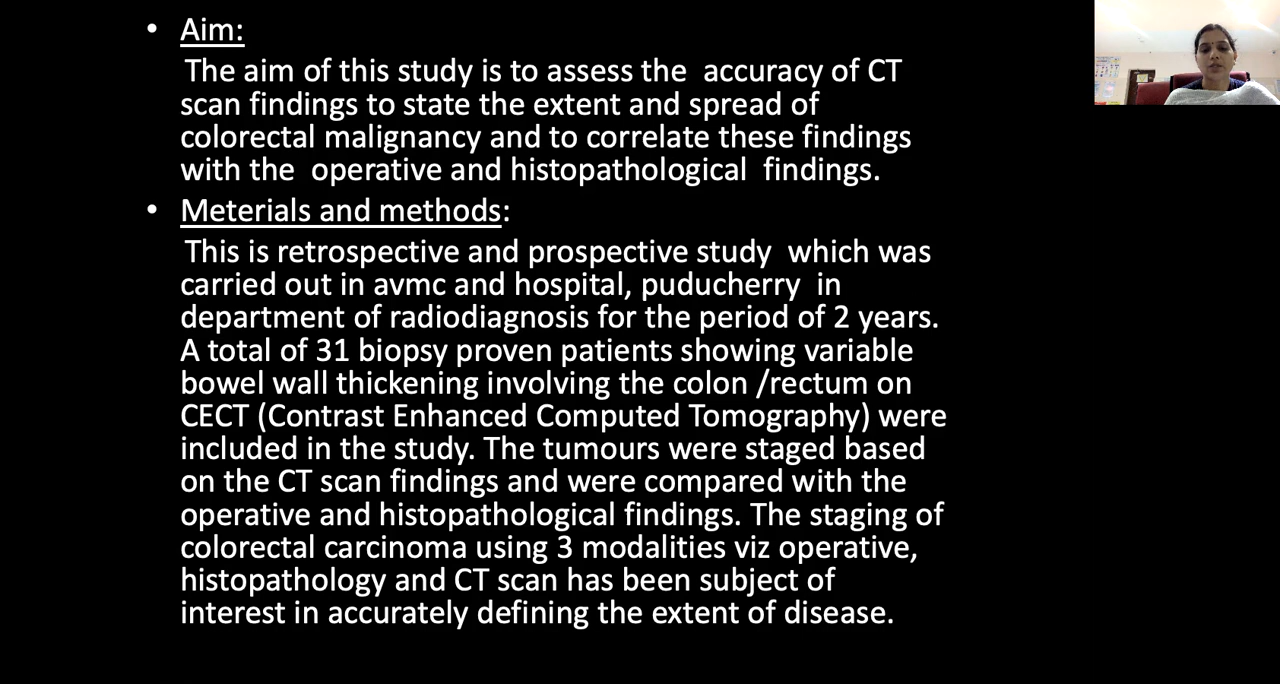 • Aim:
The aim of this study is to assess the accuracy of CT
scan findings to state the extent and spread of
colorectal malignancy and to correlate these findings
with the operative and histopathological findings.
• Meterials and methods:
This is retrospective and prospective study which was
carried out in avmc and hospital, puducherry in
department of radiodiagnosis for the period of 2 years.
A total of 31 biopsy proven patients showing variable
bowel wall thickening involving the colon /rectum on
CECT (Contrast Enhanced Computed Tomography) were
included in the study. The tumours were staged based
on the CT scan findings and were compared with the
operative and histopathological findings. The staging of
colorectal carcinoma using 3 modalities viz operative,
histopathology and CT scan has been subject of
interest in accurately defining the extent of disease.